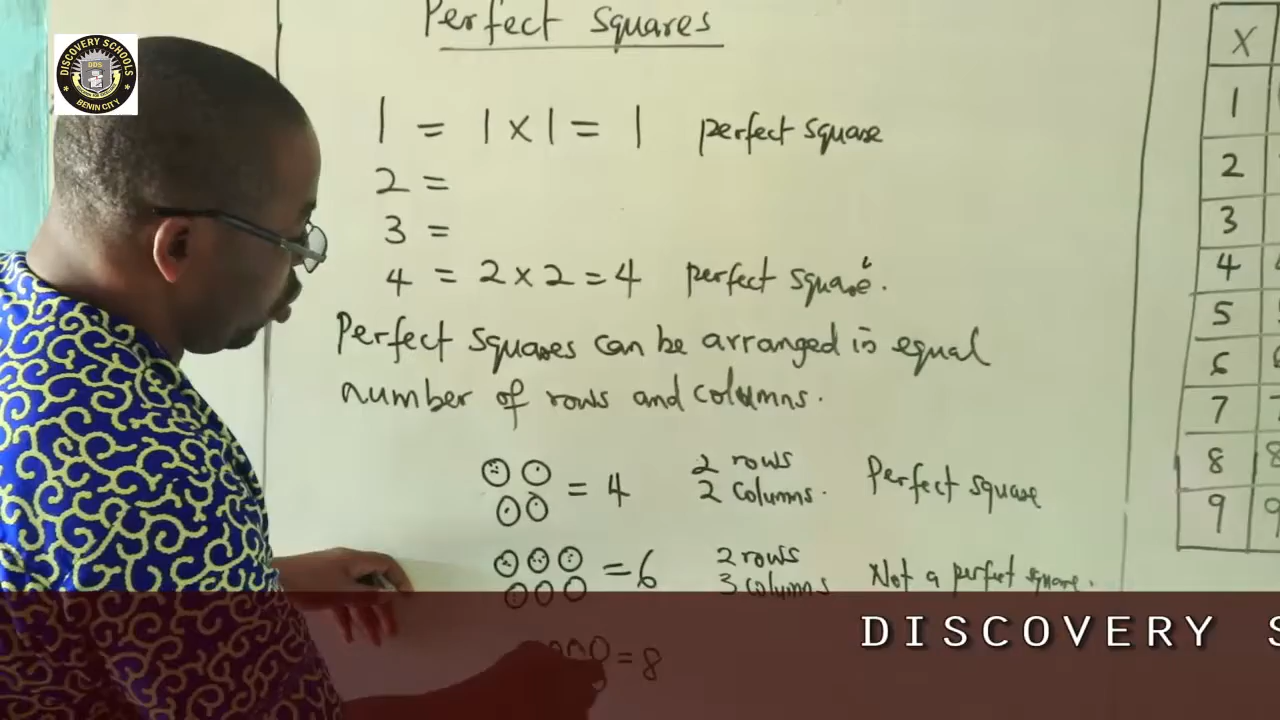 DISCOVERY SCHOOLS
BENIN CITY
Perfect Squares
1 = 1 x 1 = 1 perfect square
2 =
3 =
4 = 2 x 2 = 4 perfect square.
Perfect Squares can be arranged in equal
number of rows and columns.
= 4 2 rows
2 columns. Perfect square
= 6 2 rows
3 columns Not a perfect square.
= 8
X
1
2
3
4
5
6
7
8
9
DISCOVERY S